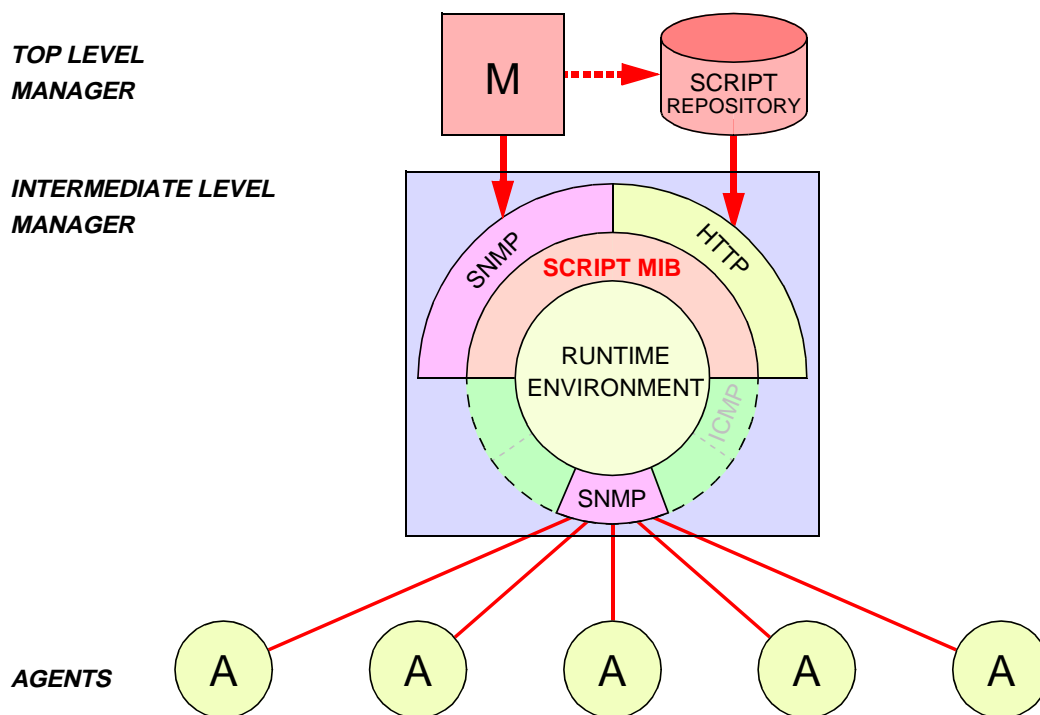 TOP LEVEL
MANAGER
M
SCRIPT
REPOSITORY
INTERMEDIATE LEVEL
MANAGER
SNMP
HTTP
SCRIPT MIB
RUNTIME
ENVIRONMENT
ICMP
SNMP
AGENTS
A
A
A
A
A